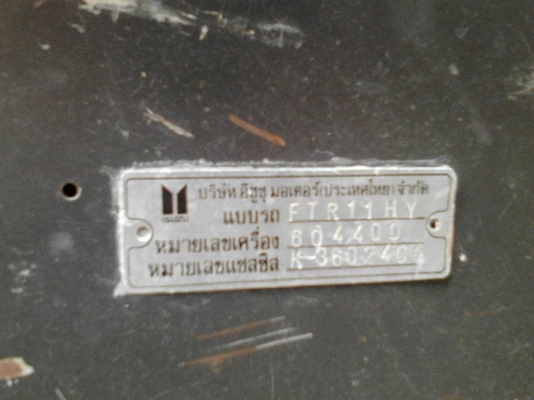 บริษัท อีซูซุ มอเตอร์(ประเทศไทย)จำกัด
ISUZU
แบบรถ FTR11HY
หมายเลขเครื่อง 604400
หมายเลขแชสซีส